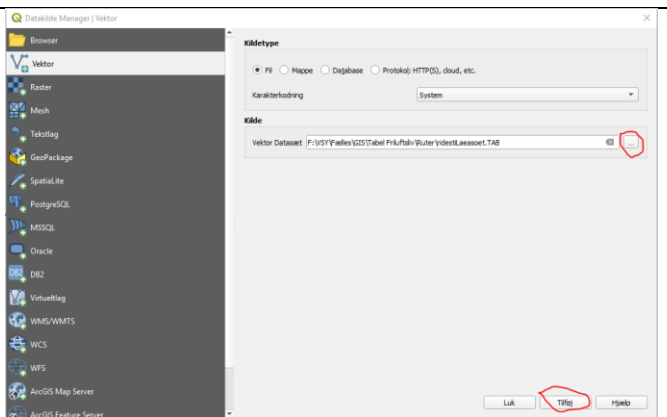 Datakilde Manager | Vektor
Browser
Vektor
Raster
Mesh
Tekstlag
GeoPackage
SpatiaLite
PostgreSQL
MSSQL
Oracle
DB2
Virtueltlag
WMS/WMTS
WCS
WFS
ArcGIS Map Server
ArcGIS Feature Server
Kildetype
Fil Mappe Database Protokol: HTTP(S), cloud, etc.
Karakterkodning System
Kilde
Vektor Datasæt F:\VSY\Fælles\GIS\Tabel Friluftsliv\Ruter\ridestiLaeasoet.TAB ...
Luk Tilføj Hjælp